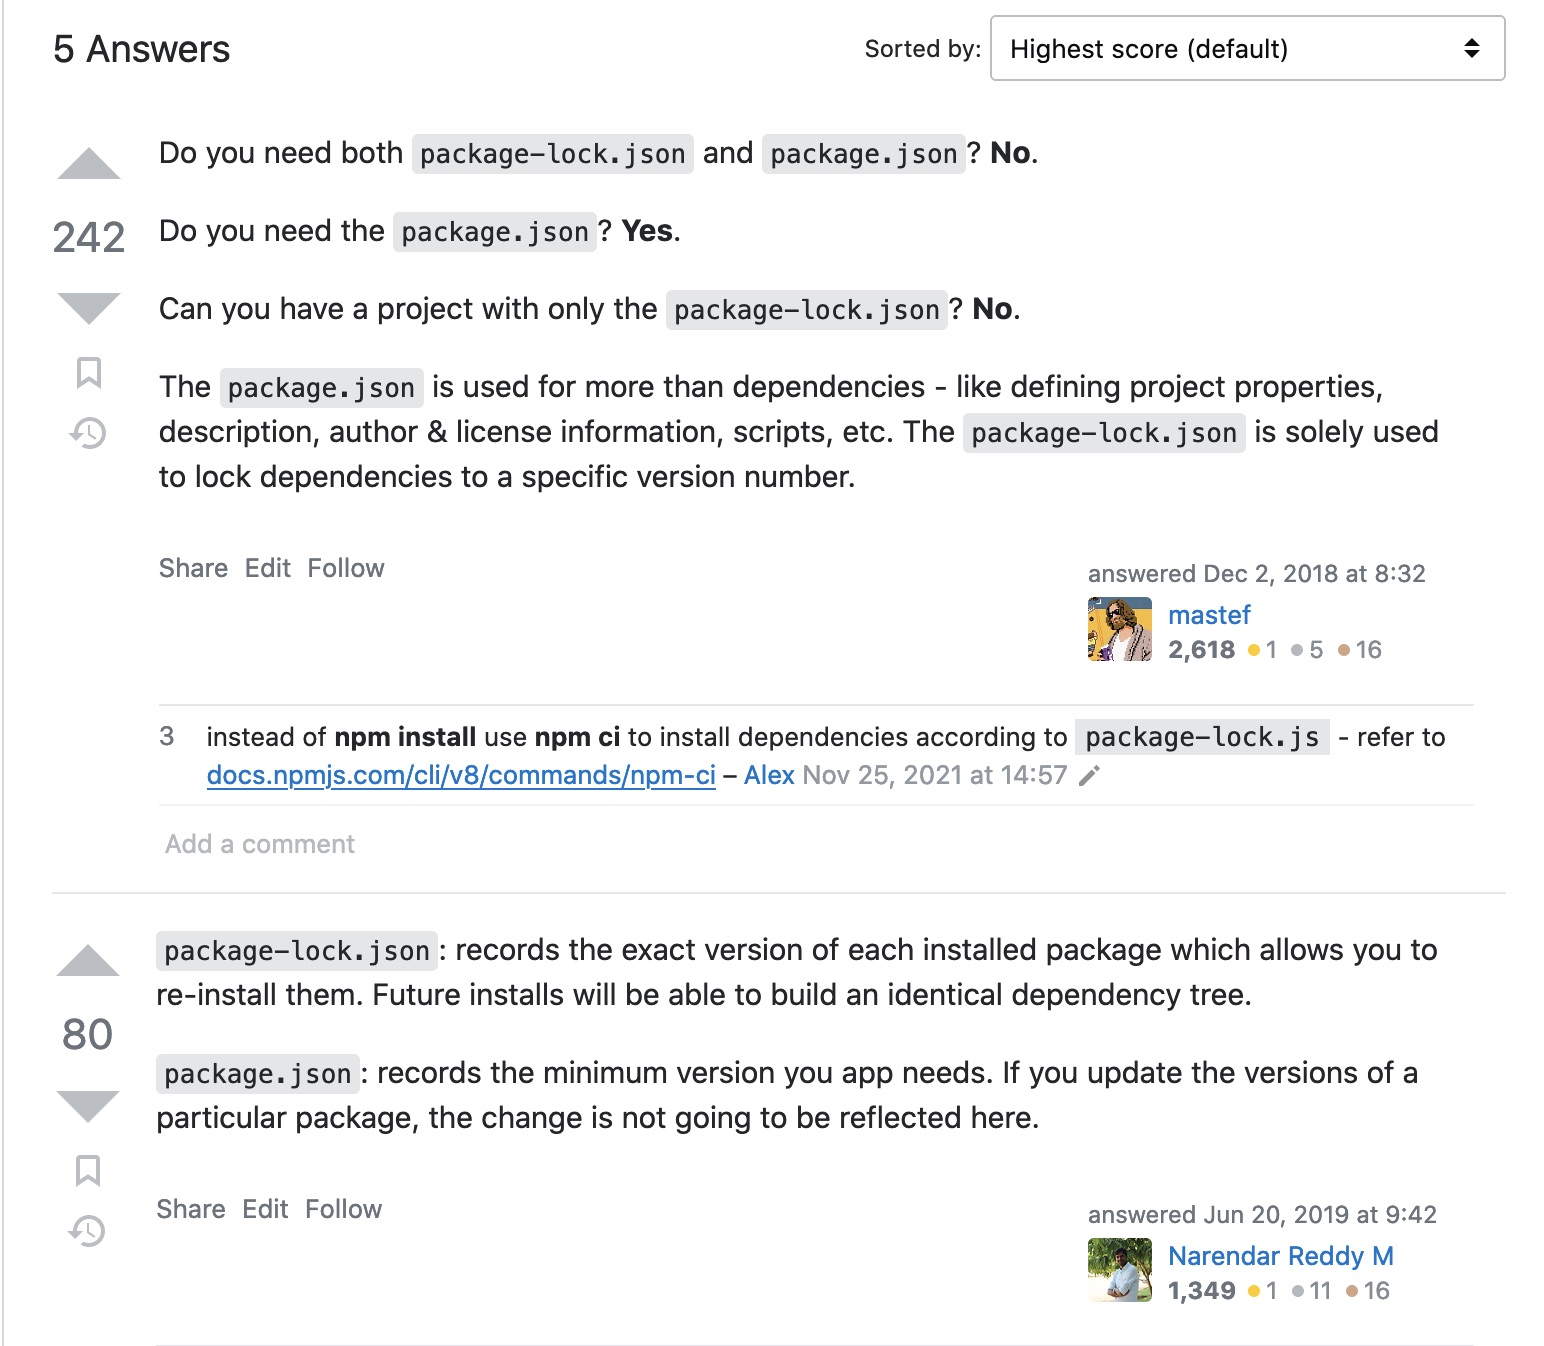 5 Answers
Sorted by: Highest score (default)
Do you need both package-lock.json and package.json? No.
242
Do you need the package.json? Yes.
Can you have a project with only the package-lock.json? No.
The package.json is used for more than dependencies - like defining project properties,
description, author & license information, scripts, etc. The package-lock.json is solely used
to lock dependencies to a specific version number.
Share Edit Follow
answered Dec 2, 2018 at 8:32
mastef
2,618 1 5 16
3 instead of npm install use npm ci to install dependencies according to package-lock.js - refer to
docs.npmjs.com/cli/v8/commands/npm-ci – Alex Nov 25, 2021 at 14:57
Add a comment
package-lock.json: records the exact version of each installed package which allows you to
re-install them. Future installs will be able to build an identical dependency tree.
80
package.json: records the minimum version you app needs. If you update the versions of a
particular package, the change is not going to be reflected here.
Share Edit Follow
answered Jun 20, 2019 at 9:42
Narendar Reddy M
1,349 1 11 16